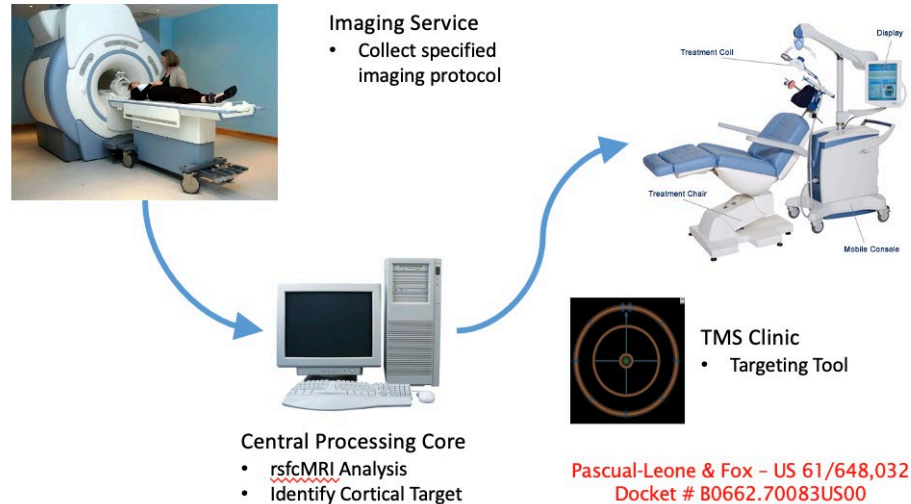 Imaging Service
• Collect specified
imaging protocol
Treatment Coil
Display
Treatment Chair
Mobile Console
TMS Clinic
• Targeting Tool
Central Processing Core
• rsfcMRI Analysis
• Identify Cortical Target
Pascual-Leone & Fox – US 61/648,032
Docket # B0662.70083US00